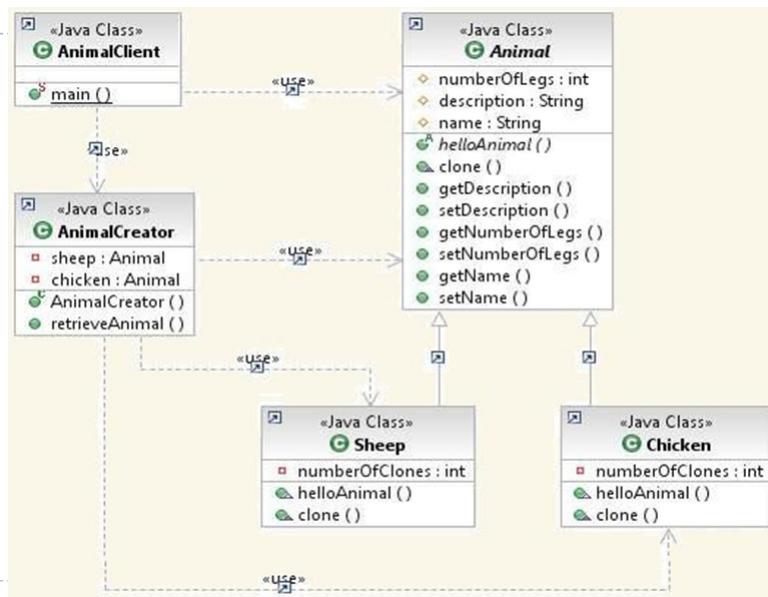 «Java Class»
AnimalClient
main ()
«use»
se»
«Java Class»
Animal
numberOfLegs : int
description : String
name : String
helloAnimal ()
clone ()
getDescription ()
setDescription ()
getNumberOfLegs ()
setNumberOfLegs ()
getName ()
setName ()
«Java Class»
AnimalCreator
sheep : Animal
chicken : Animal
AnimalCreator ()
retrieveAnimal ()
«use»
«use»
«Java Class»
Sheep
numberOfClones : int
helloAnimal ()
clone ()
«Java Class»
Chicken
numberOfClones : int
helloAnimal ()
clone ()
«use»